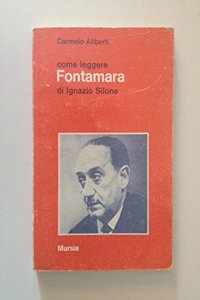 Carmelo Aliberti
come leggere
Fontamara
di Ignazio Silone
Mursia